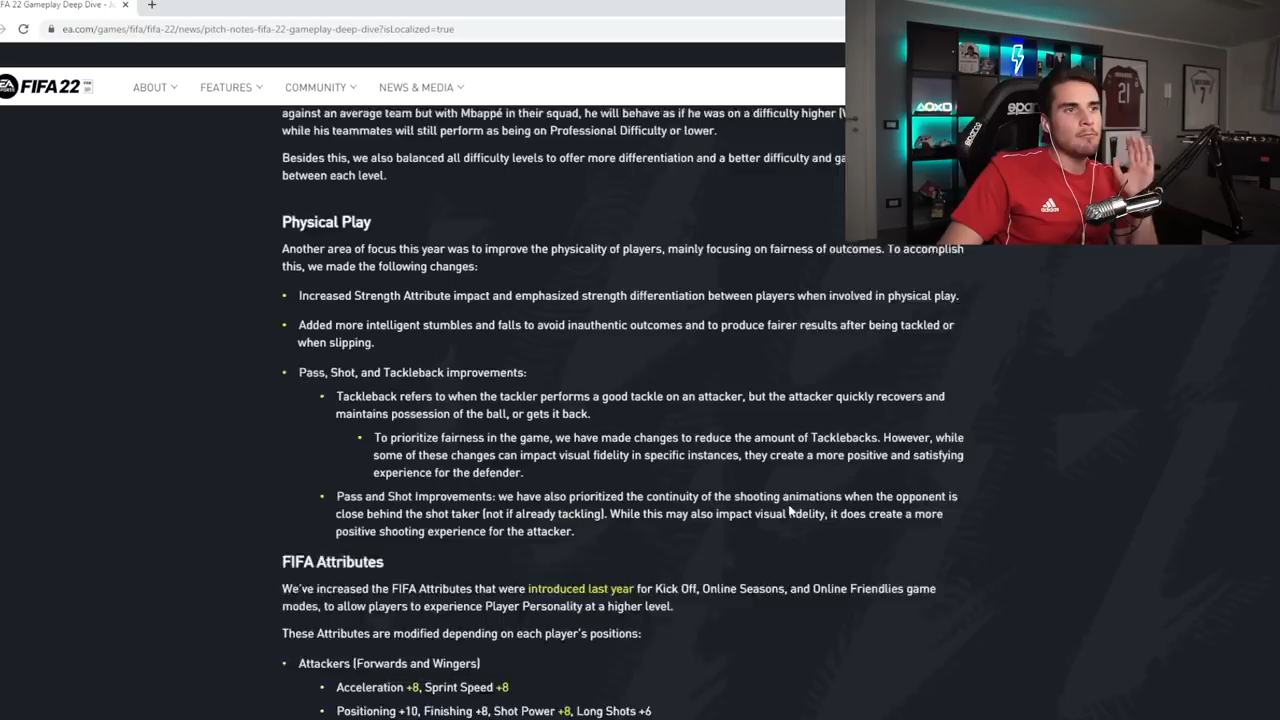 FA 22 Gameplay Deep Dive - Ju
ea.com/games/fifa/fifa-22/news/pitch-notes-fifa-22-gameplay-deep-dive?isLocalized=true
EA SPORTS FIFA 22 ABOUT FEATURES COMMUNITY NEWS & MEDIA
against an average team but with Mbappé in their squad, he will behave as if he was on a difficulty higher
while his teammates will still perform as being on Professional Difficulty or lower.
Besides this, we also balanced all difficulty levels to offer more differentiation and a better difficulty and
between each level.
Physical Play
Another area of focus this year was to improve the physicality of players, mainly focusing on fairness of outcomes. To accomplish
this, we made the following changes:
• Increased Strength Attribute impact and emphasized strength differentiation between players when involved in physical play.
• Added more intelligent stumbles and falls to avoid inauthentic outcomes and to produce fairer results after being tackled or
when slipping.
• Pass, Shot, and Tackleback improvements:
• Tackleback refers to when the tackler performs a good tackle on an attacker, but the attacker quickly recovers and
maintains possession of the ball, or gets it back.
• To prioritize fairness in the game, we have made changes to reduce the amount of Tacklebacks. However, while
some of these changes can impact visual fidelity in specific instances, they create a more positive and satisfying
experience for the defender.
• Pass and Shot Improvements: we have also prioritized the continuity of the shooting animations when the opponent is
close behind the shot taker (not if already tackling). While this may also impact visual fidelity, it does create a more
positive shooting experience for the attacker.
FIFA Attributes
We've increased the FIFA Attributes that were introduced last year for Kick Off, Online Seasons, and Online Friendlies game
modes, to allow players to experience Player Personality at a higher level.
These Attributes are modified depending on each player's positions:
• Attackers (Forwards and Wingers)
• Acceleration +8, Sprint Speed +8
• Positioning +10, Finishing +8, Shot Power +8, Long Shots +6
21
7
adidas